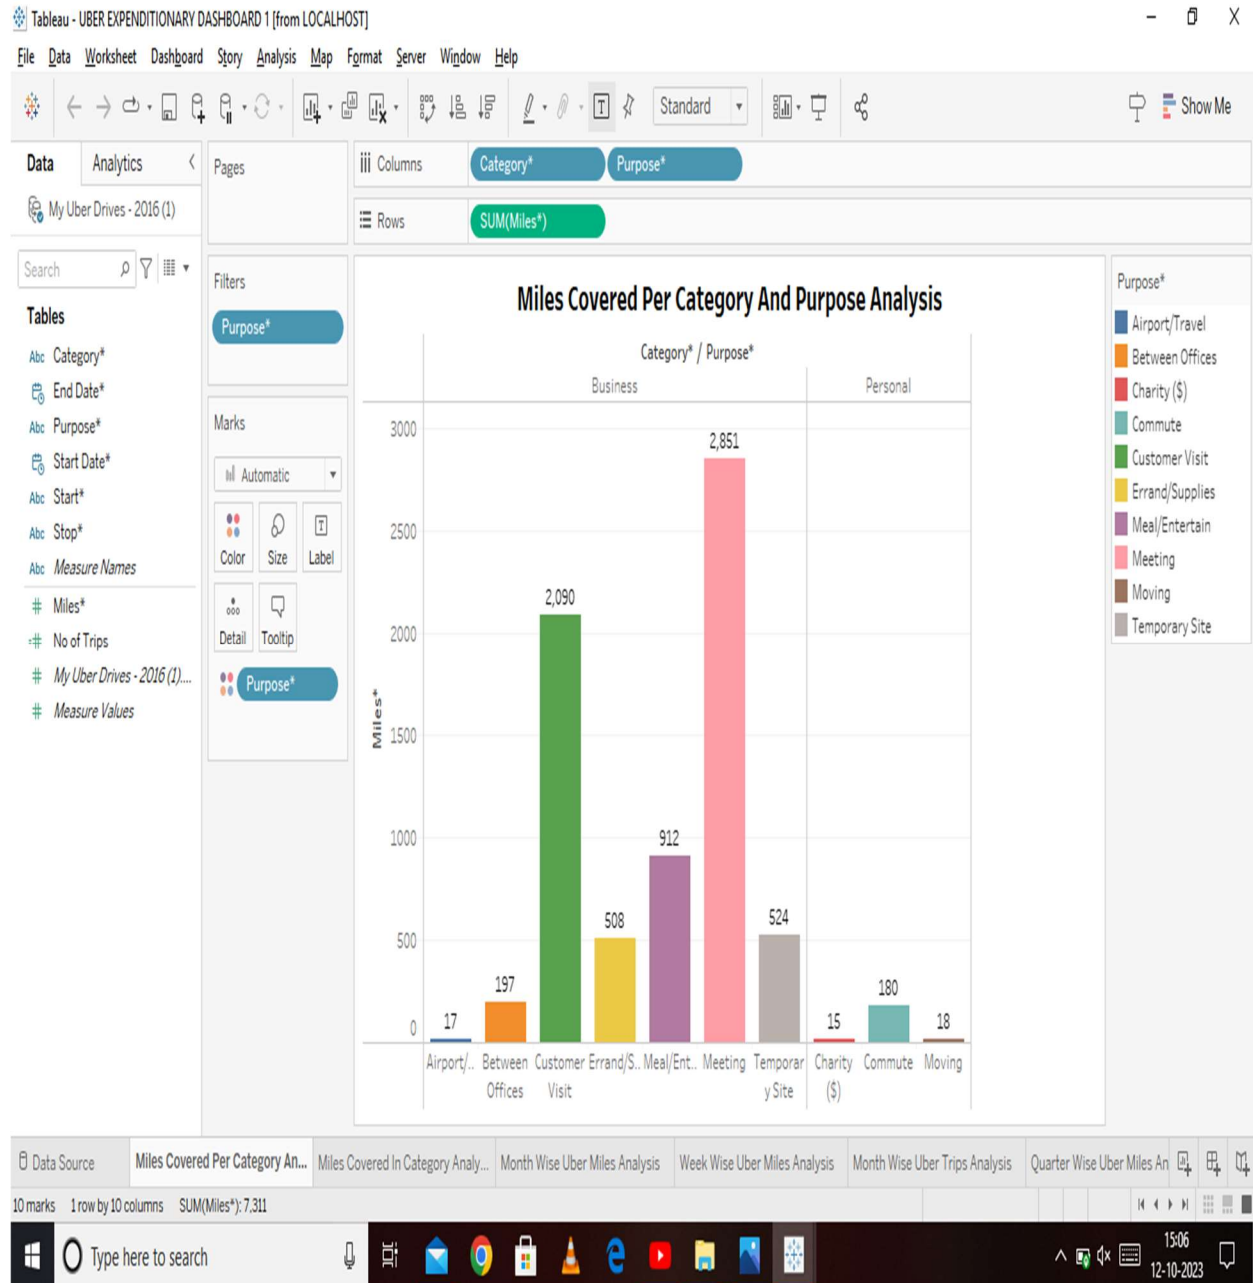 Tableau - UBER EXPENDITIONARY DASHBOARD 1 [from LOCALHOST]
File Data Worksheet Dashboard Story Analysis Map Format Server Window Help
Standard
Show Me
Data Analytics
My Uber Drives - 2016 (1)
Search
Tables
Abc Category*
End Date*
Abc Purpose*
Start Date*
Abc Start*
Abc Stop*
Abc Measure Names
# Miles*
=# No of Trips
# My Uber Drives - 2016 (1)....
# Measure Values
Pages
Filters
Purpose*
Marks
Automatic
Color Size Label
Detail Tooltip
Purpose*
Columns Category* Purpose*
Rows SUM(Miles*)
Miles Covered Per Category And Purpose Analysis
Category* / Purpose*
Business Personal
Miles*
3000
2500
2000
1500
1000
500
0
17
197
2,090
508
912
2,851
524
15
180
18
Airport/..
Between
Offices
Customer
Visit
Errand/S..
Meal/Ent..
Meeting
Temporar
y Site
Charity
($)
Commute
Moving
Purpose*
Airport/Travel
Between Offices
Charity ($)
Commute
Customer Visit
Errand/Supplies
Meal/Entertain
Meeting
Moving
Temporary Site
Data Source Miles Covered Per Category An... Miles Covered In Category Analy... Month Wise Uber Miles Analysis Week Wise Uber Miles Analysis Month Wise Uber Trips Analysis Quarter Wise Uber Miles An
10 marks 1 row by 10 columns SUM(Miles*): 7,311
Type here to search
15:06
12-10-2023